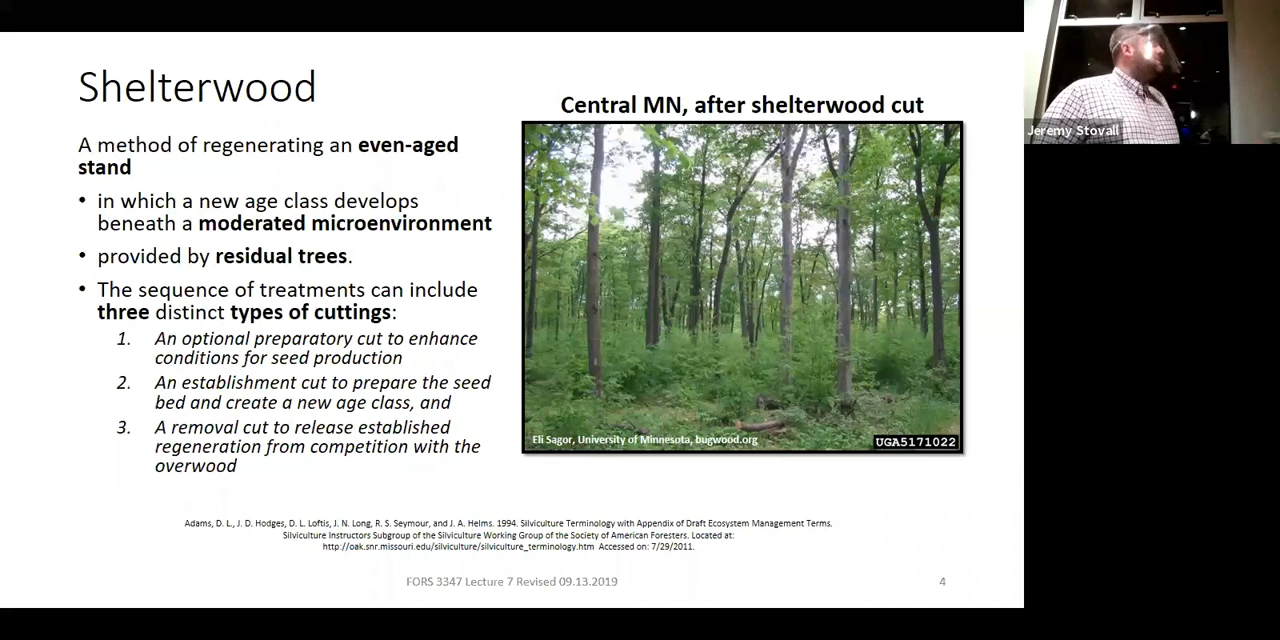 Shelterwood
A method of regenerating an even-aged
stand
• in which a new age class develops
beneath a moderated microenvironment
• provided by residual trees.
• The sequence of treatments can include
three distinct types of cuttings:
1. An optional preparatory cut to enhance
conditions for seed production
2. An establishment cut to prepare the seed
bed and create a new age class, and
3. A removal cut to release established
regeneration from competition with the
overwood
Central MN, after shelterwood cut
Eli Sagor, University of Minnesota, bugwood.org
UGA5171022
Adams, D. L., J. D. Hodges, D. L. Loftis, J. N. Long, R. S. Seymour, and J. A. Helms. 1994. Silviculture Terminology with Appendix of Draft Ecosystem Management Terms.
Silviculture Instructors Subgroup of the Silviculture Working Group of the Society of American Foresters. Located at:
http://oak.snr.missouri.edu/silviculture/silviculture_terminology.htm Accessed on: 7/29/2011.
FORS 3347 Lecture 7 Revised 09.13.2019
4
Jeremy Stovall